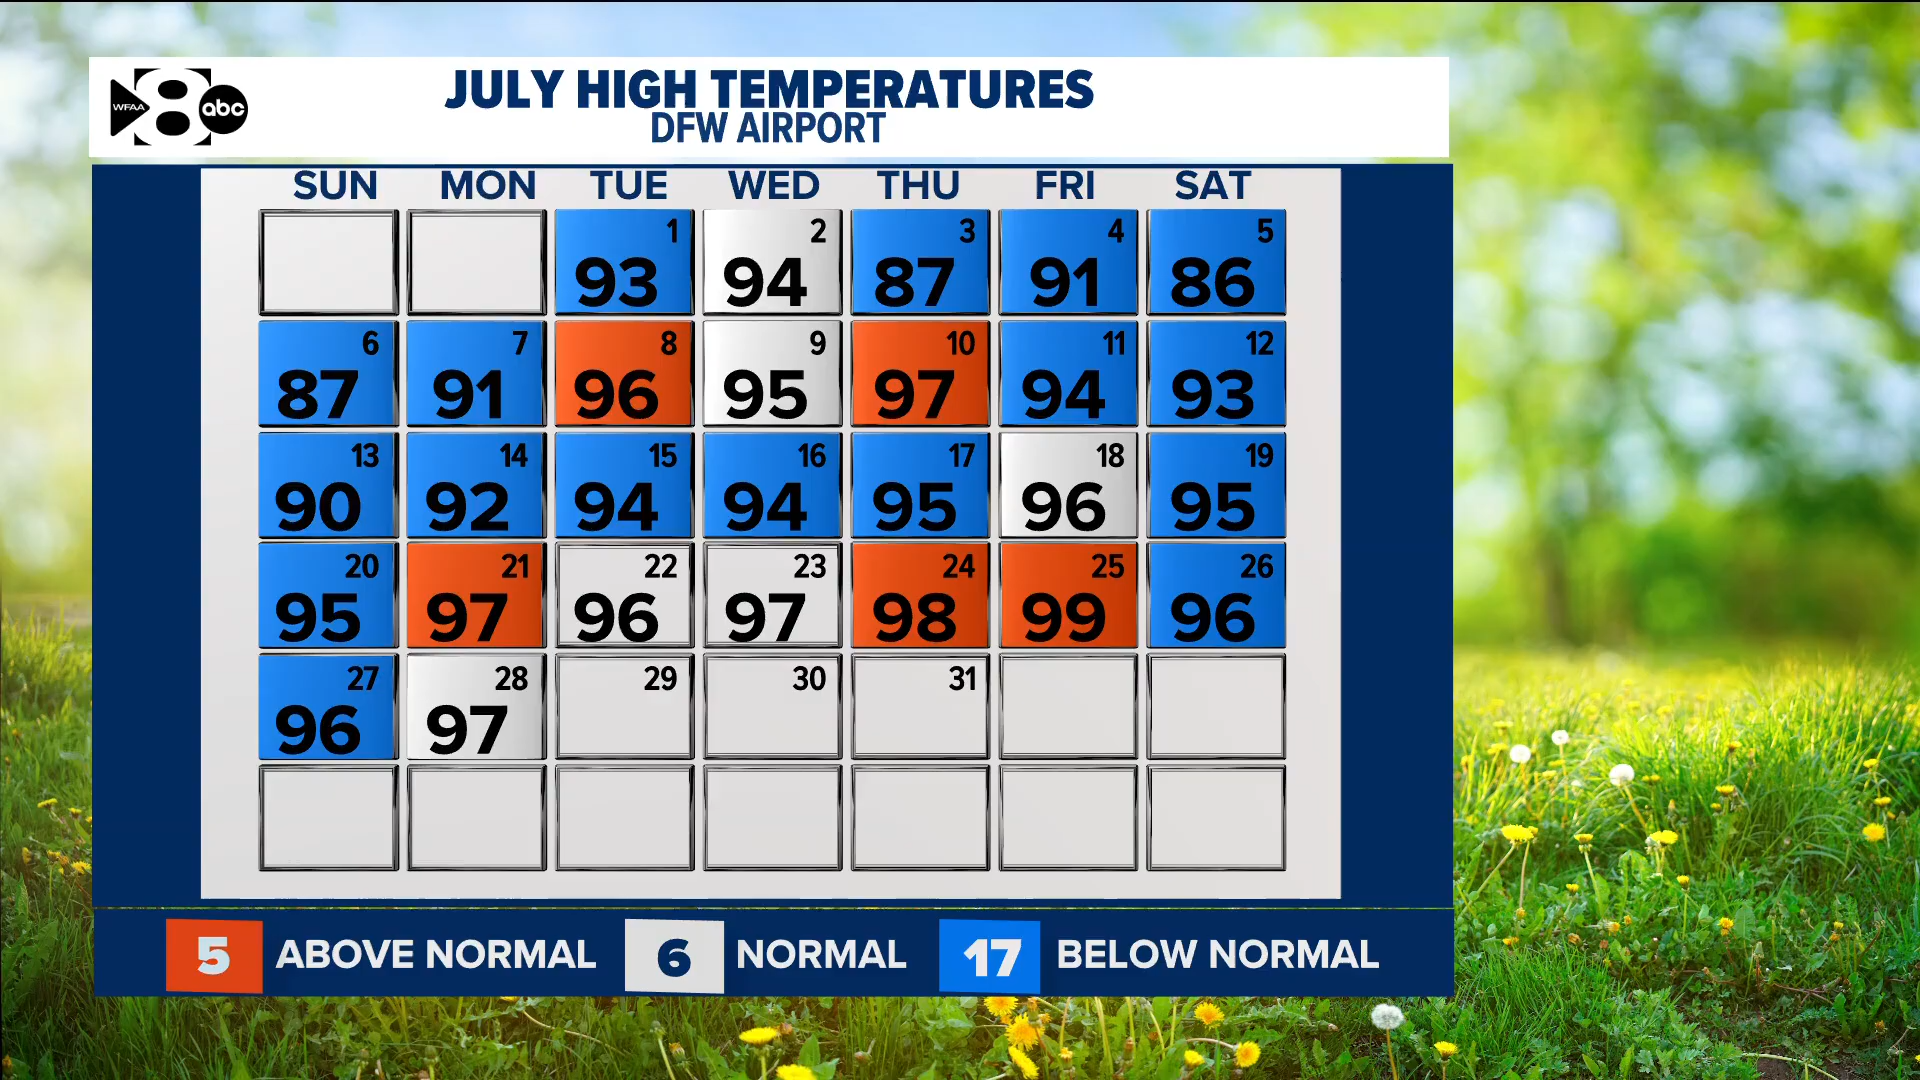 WFAA 8 abc
JULY HIGH TEMPERATURES
DFW AIRPORT
SUN MON TUE WED THU FRI SAT
1 2 3 4 5
93 94 87 91 86
6 7 8 9 10 11 12
87 91 96 95 97 94 93
13 14 15 16 17 18 19
90 92 94 94 95 96 95
20 21 22 23 24 25 26
95 97 96 97 98 99 96
27 28 29 30 31
96 97
5 ABOVE NORMAL 6 NORMAL 17 BELOW NORMAL